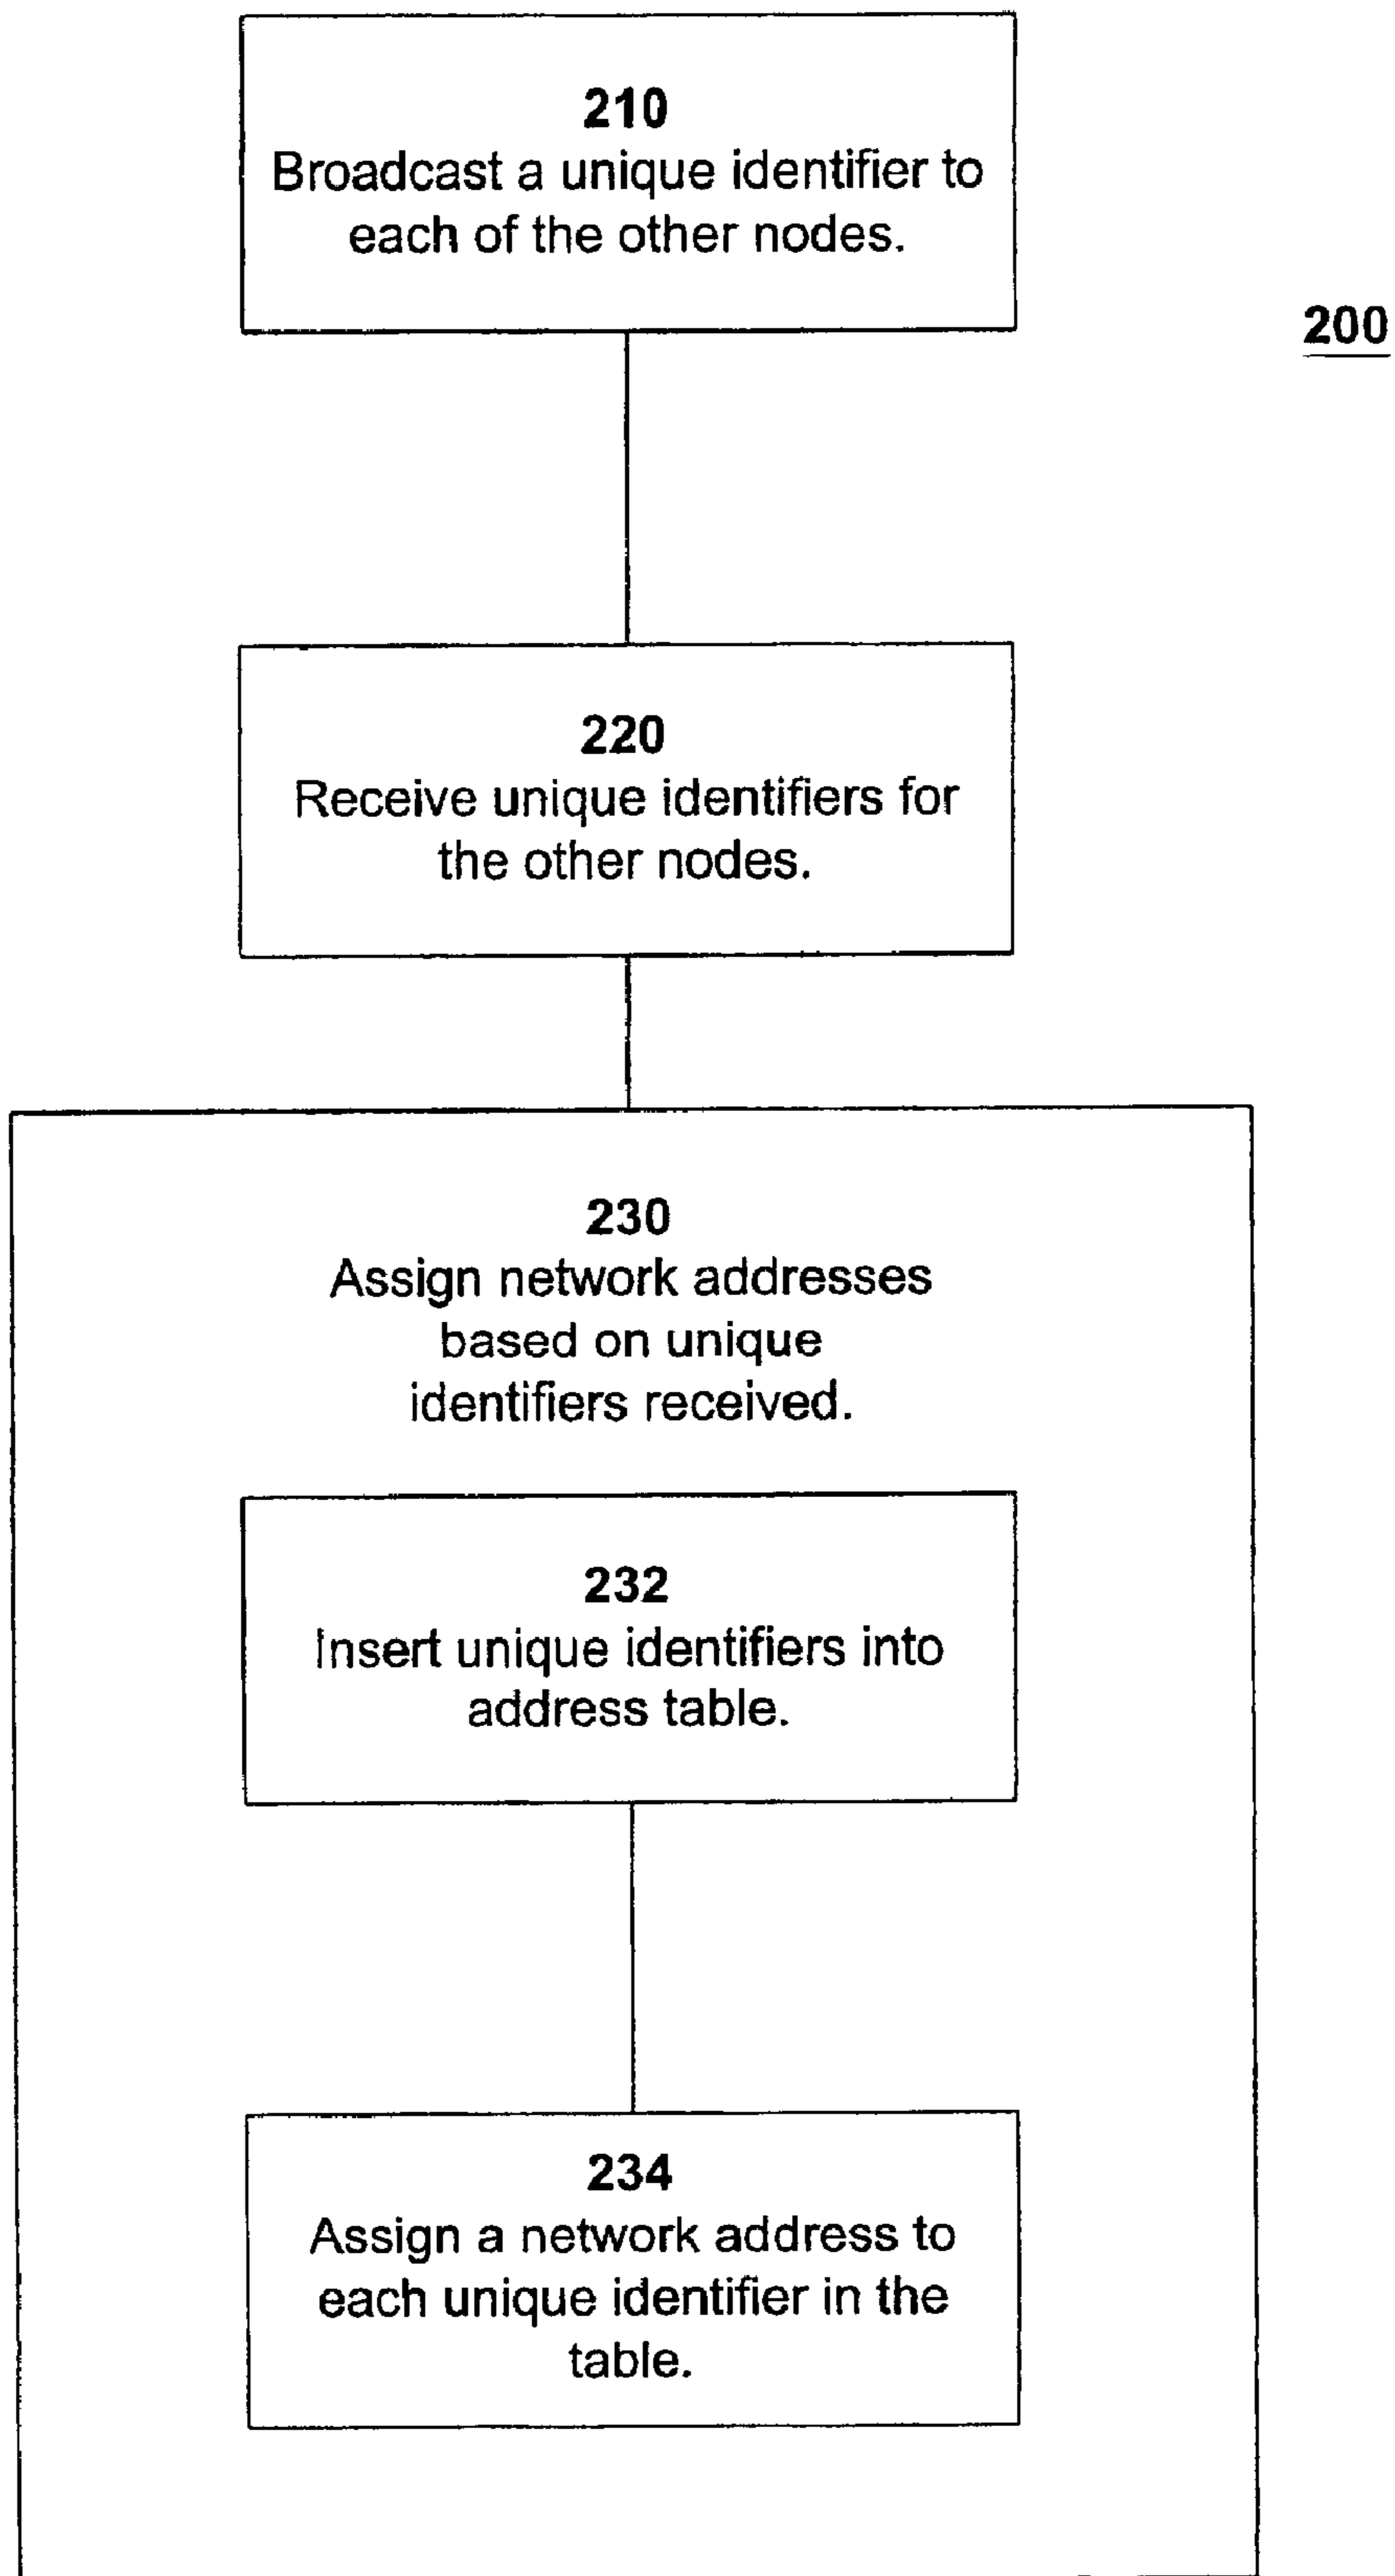 210
Broadcast a unique identifier to
each of the other nodes.
200
220
Receive unique identifiers for
the other nodes.
230
Assign network addresses
based on unique
identifiers received.
232
Insert unique identifiers into
address table.
234
Assign a network address to
each unique identifier in the
table.